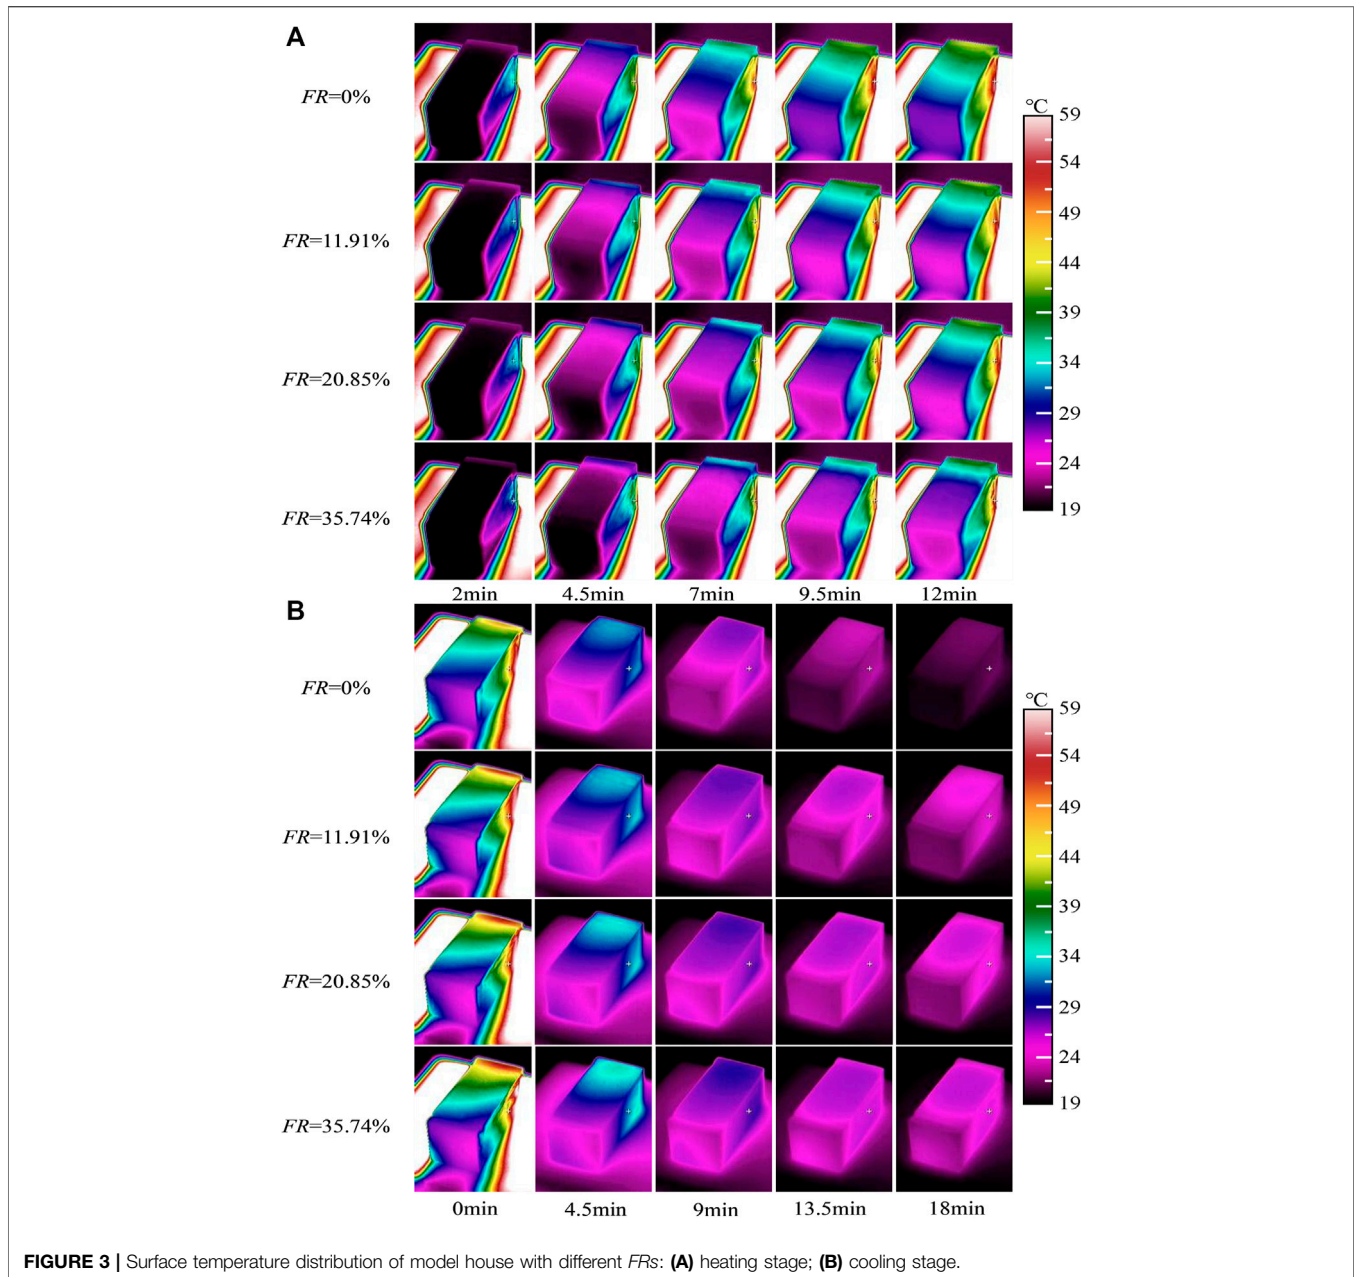 A
FR=0%
FR=11.91%
FR=20.85%
FR=35.74%
°C
59
54
49
44
39
34
29
24
19
2min 4.5min 7min 9.5min 12min
B
FR=0%
FR=11.91%
FR=20.85%
FR=35.74%
°C
59
54
49
44
39
34
29
24
19
0min 4.5min 9min 13.5min 18min
FIGURE 3 | Surface temperature distribution of model house with different FRs: (A) heating stage; (B) cooling stage.